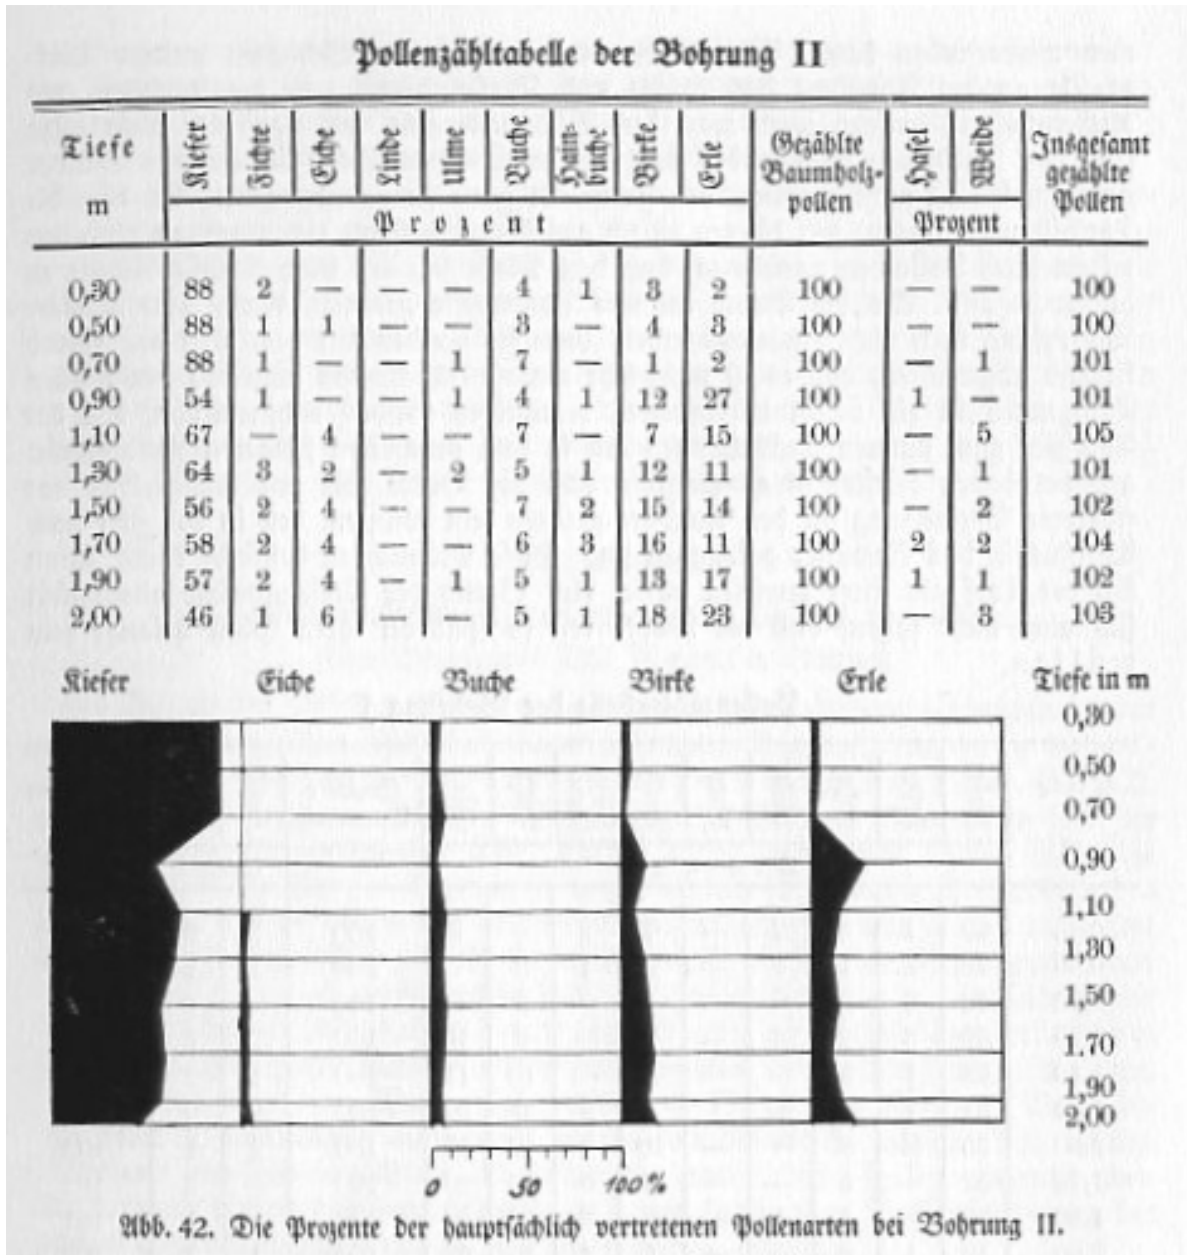 Pollenzähltabelle der Bohrung II
Tiefe m Kiefer Fichte Eiche Linde Ulme Buche Hain-buche Birke Erle Gezählte Baumholz-pollen Hasel Weide Insgesamt gezählte Pollen
Prozent Prozent
0,30 88 2 — — — 4 1 3 2 100 — — 100
0,50 88 1 1 — — 3 — 4 3 100 — — 100
0,70 88 1 — — 1 7 — 1 2 100 — 1 101
0,90 54 1 — — 1 4 1 12 27 100 1 — 101
1,10 67 — 4 — — 7 — 7 15 100 — 5 105
1,30 64 3 2 — 2 5 1 12 11 100 — 1 101
1,50 56 2 4 — — 7 2 15 14 100 — 2 102
1,70 58 2 4 — — 6 3 16 11 100 2 2 104
1,90 57 2 4 — 1 5 1 13 17 100 1 1 102
2,00 46 1 6 — — 5 1 18 23 100 — 3 103
Kiefer Eiche Buche Birke Erle Tiefe in m
0,30
0,50
0,70
0,90
1,10
1,30
1,50
1,70
1,90
2,00
0 50 100%
Abb. 42. Die Prozente der hauptsächlich vertretenen Pollenarten bei Bohrung II.